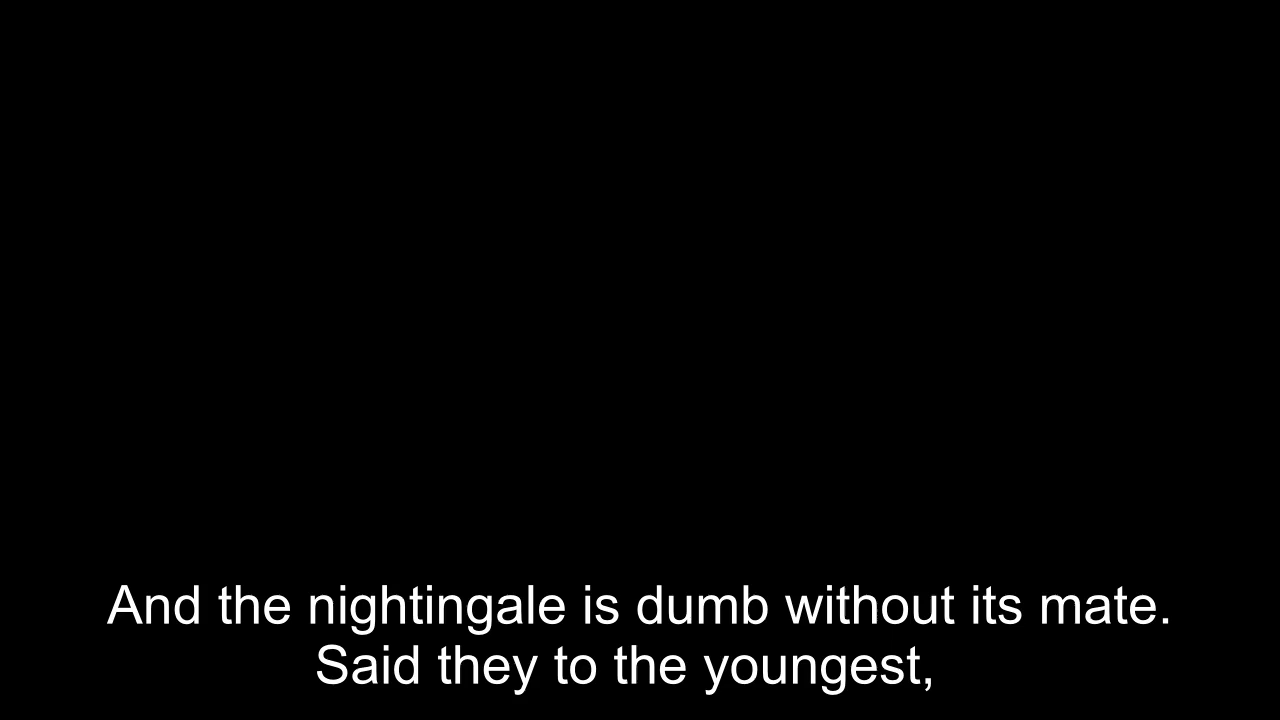 And the nightingale is dumb without its mate.
Said they to the youngest,